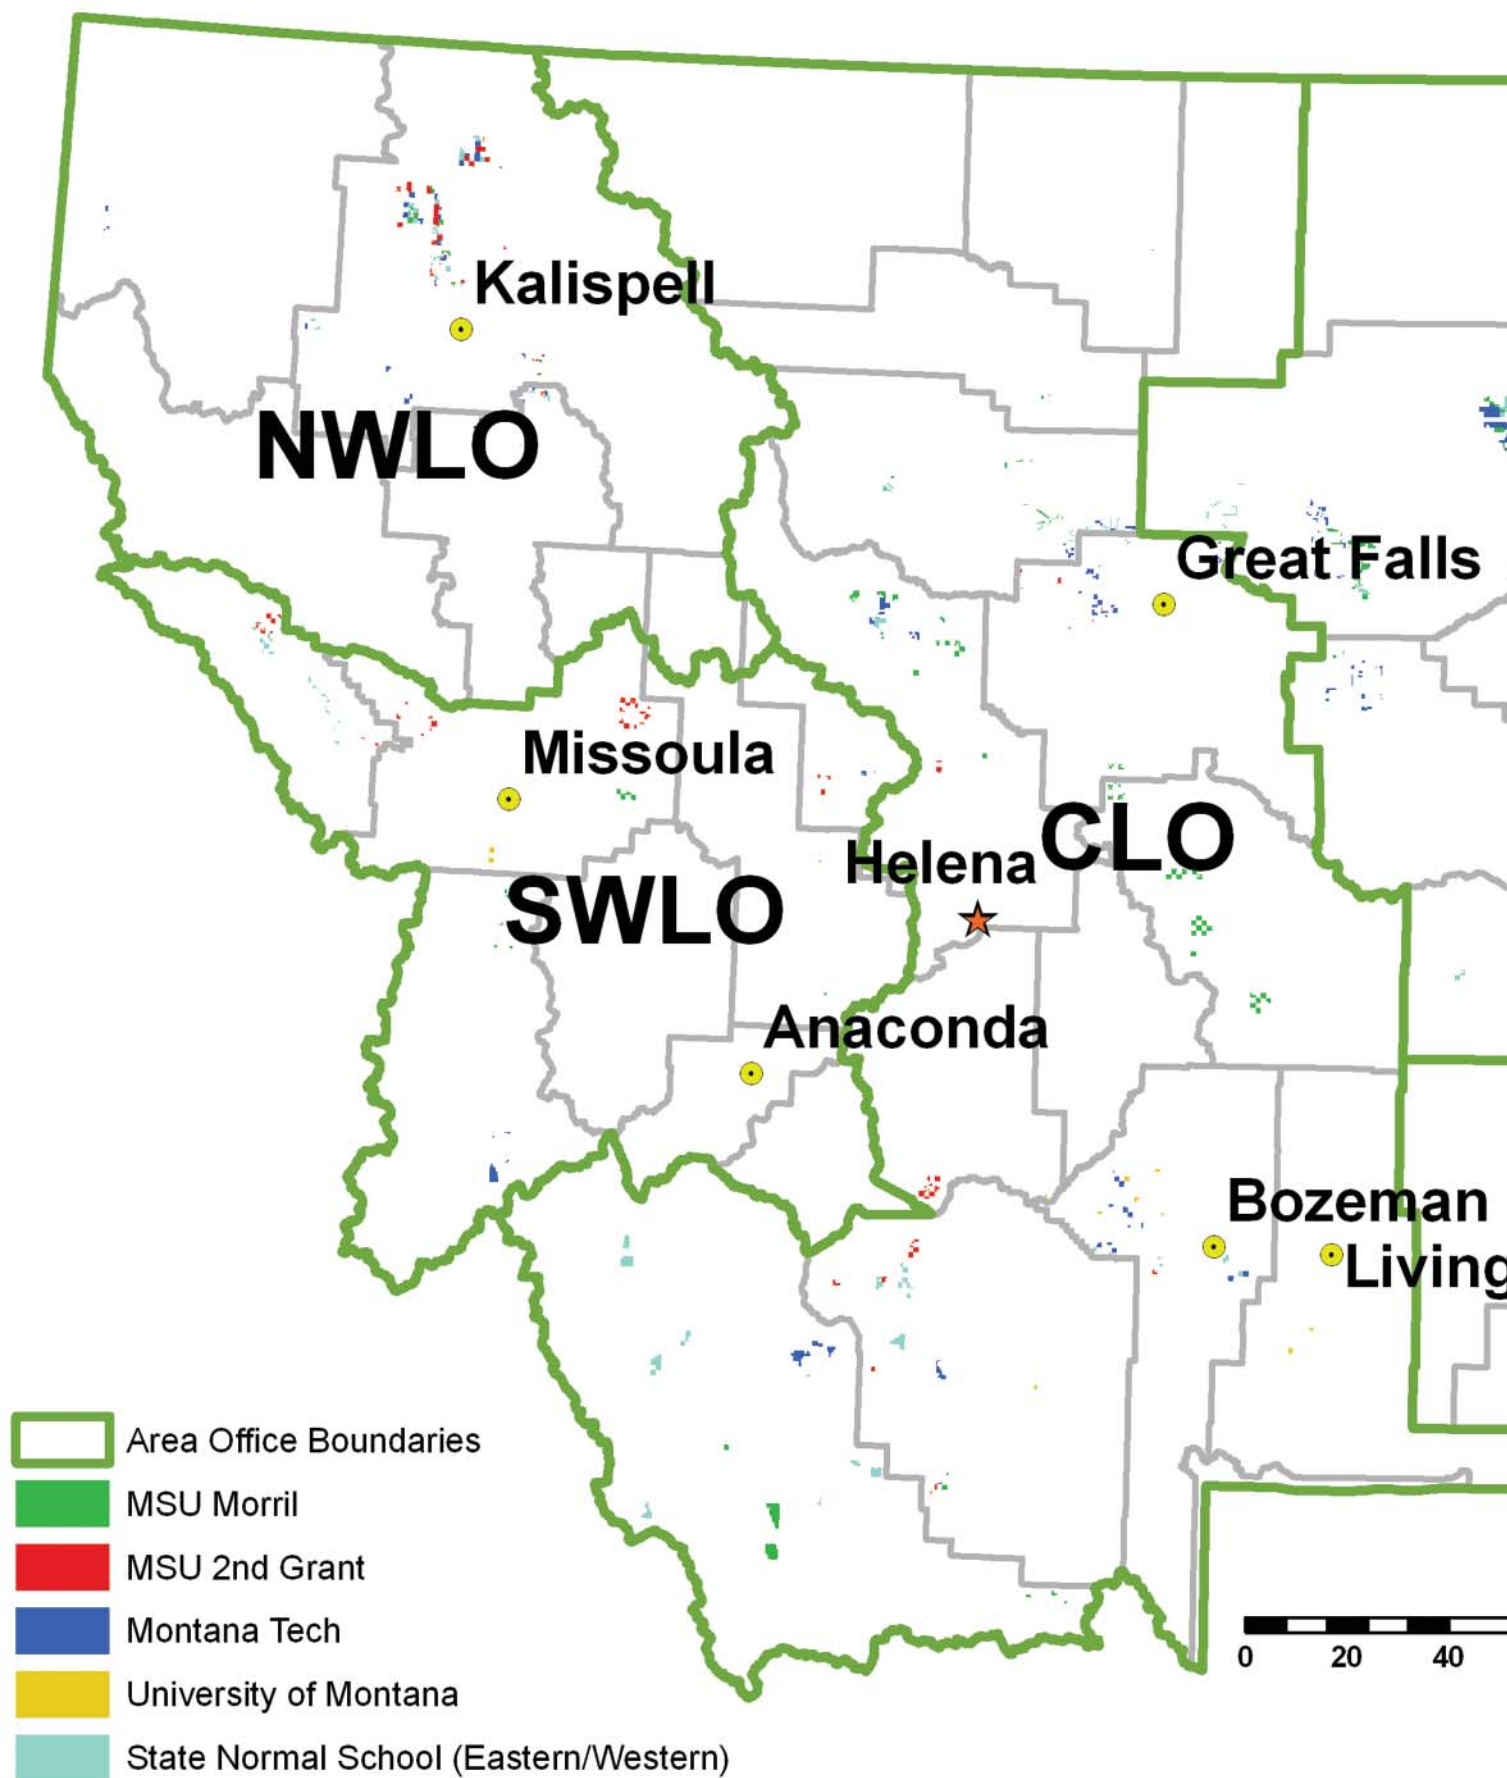 Kalispell
NWLO
Great Falls
Missoula
CLO
Helena
SWLO
Anaconda
Bozeman
Living
Area Office Boundaries
MSU Morril
MSU 2nd Grant
Montana Tech
University of Montana
State Normal School (Eastern/Western)
0 20 40